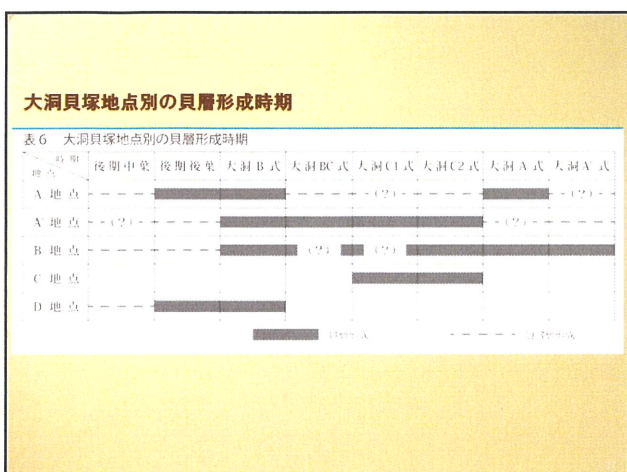 大洞貝塚地点別の貝層形成時期
表6 大洞貝塚地点別の貝層形成時期
時期
地点
後期中葉 後期後葉 大洞B式 大洞BC式 大洞C1式 大洞C2式 大洞A式 大洞A'式
A地点 (?) (?)
A'地点 (?) (?)
B地点 (?) (?)
C地点
D地点